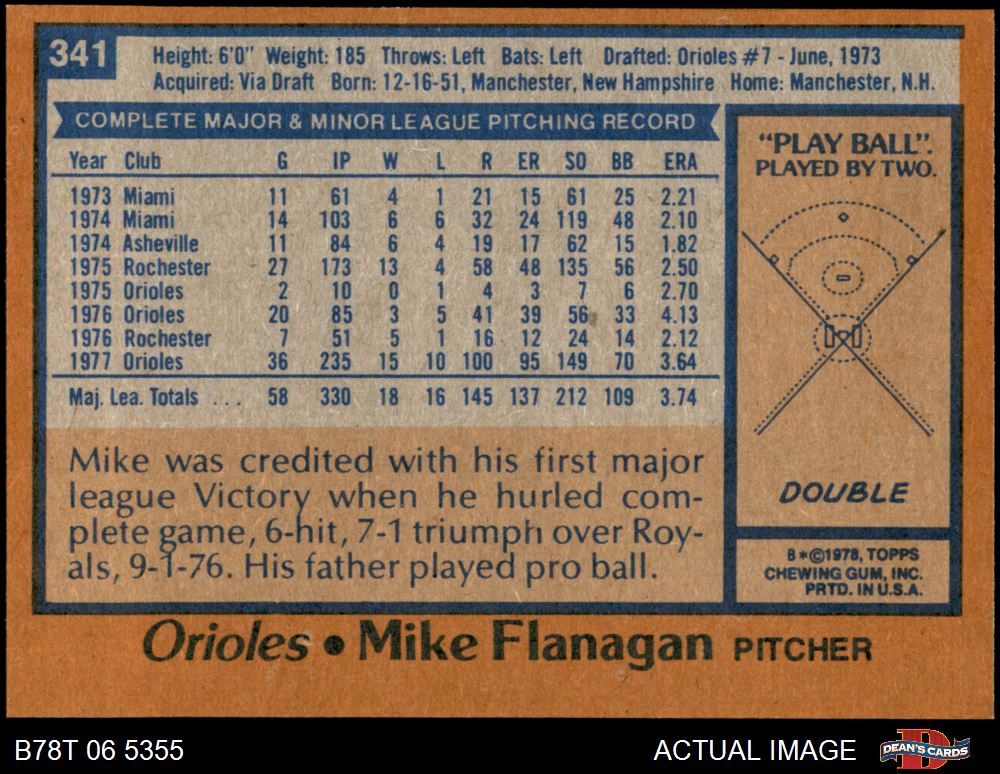 341
Height: 6'0" Weight: 185 Throws: Left Bats: Left Drafted: Orioles #7 - June, 1973
Acquired: Via Draft Born: 12-16-51, Manchester, New Hampshire Home: Manchester, N.H.
COMPLETE MAJOR & MINOR LEAGUE PITCHING RECORD
Year Club G IP W L R ER SO BB ERA
1973 Miami 11 61 4 1 21 15 61 25 2.21
1974 Miami 14 103 6 6 32 24 119 48 2.10
1974 Asheville 11 84 6 4 19 17 62 15 1.82
1975 Rochester 27 173 13 4 58 48 135 56 2.50
1975 Orioles 2 10 0 1 4 3 7 6 2.70
1976 Orioles 20 85 3 5 41 39 56 33 4.13
1976 Rochester 7 51 5 1 16 12 24 14 2.12
1977 Orioles 36 235 15 10 100 95 149 70 3.64
Maj. Lea. Totals ... 58 330 18 16 145 137 212 109 3.74
Mike was credited with his first major
league Victory when he hurled com-
plete game, 6-hit, 7-1 triumph over Roy-
als, 9-1-76. His father played pro ball.
"PLAY BALL".
PLAYED BY TWO.
DOUBLE
B*©1978, TOPPS
CHEWING GUM, INC.
PRTD. IN U.S.A.
Orioles • Mike Flanagan PITCHER
B78T 06 5355 ACTUAL IMAGE
B
DEAN'S CARDS